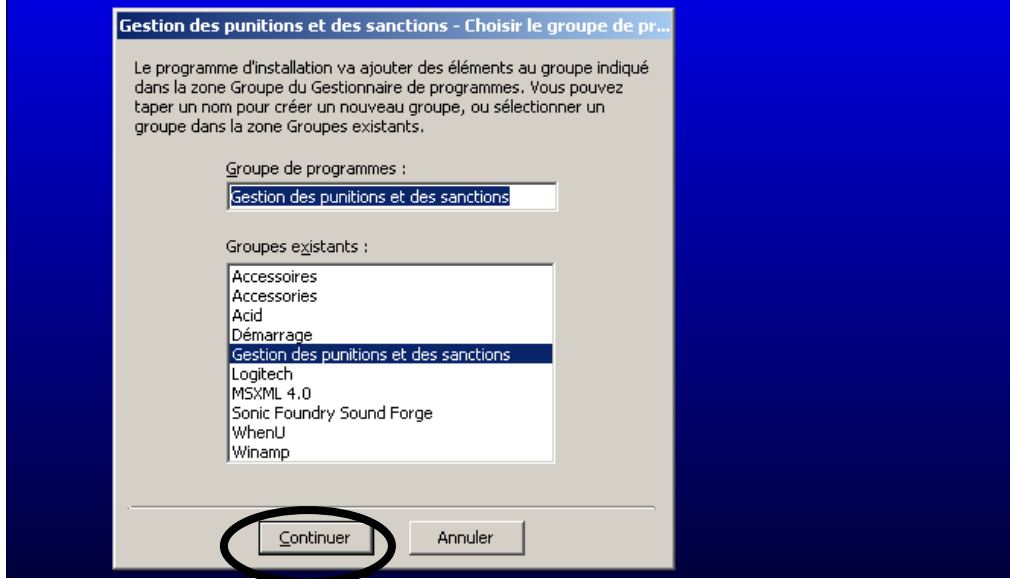 Gestion des punitions et des sanctions - Choisir le groupe de pr...
Le programme d'installation va ajouter des éléments au groupe indiqué
dans la zone Groupe du Gestionnaire de programmes. Vous pouvez
taper un nom pour créer un nouveau groupe, ou sélectionner un
groupe dans la zone Groupes existants.
Groupe de programmes :
Gestion des punitions et des sanctions
Groupes existants :
Accessoires
Accessories
Acid
Démarrage
Gestion des punitions et des sanctions
Logitech
MSXML 4.0
Sonic Foundry Sound Forge
WhenU
Winamp
Continuer
Annuler